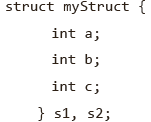 struct myStruct {
int a;
int b;
int c;
} s1, s2;